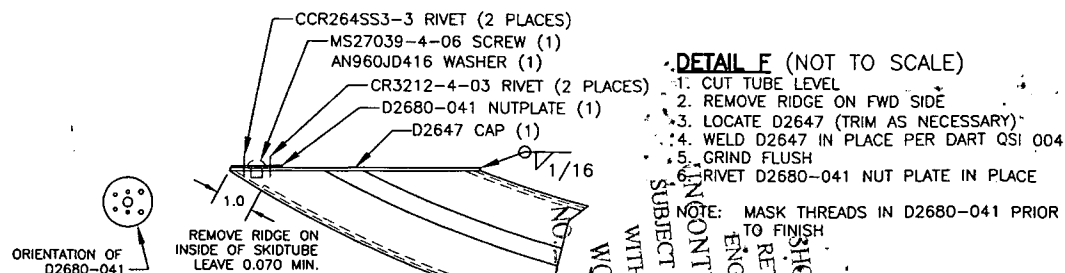 CCR264SS3-3 RIVET (2 PLACES)
MS27039-4-06 SCREW (1)
AN960JD416 WASHER (1)
CR3212-4-03 RIVET (2 PLACES)
D2680-041 NUTPLATE (1)
D2647 CAP (1)
1/16
1.0
REMOVE RIDGE ON
INSIDE OF SKIDTUBE
LEAVE 0.070 MIN.
ORIENTATION OF
D2680-041
DETAIL F (NOT TO SCALE)
1. CUT TUBE LEVEL
2. REMOVE RIDGE ON FWD SIDE
3. LOCATE D2647 (TRIM AS NECESSARY)
4. WELD D2647 IN PLACE PER DART QSI 004
5. GRIND FLUSH
6. RIVET D2680-041 NUT PLATE IN PLACE
NOTE: MASK THREADS IN D2680-041 PRIOR
TO FINISH
SUBJECT
NO.